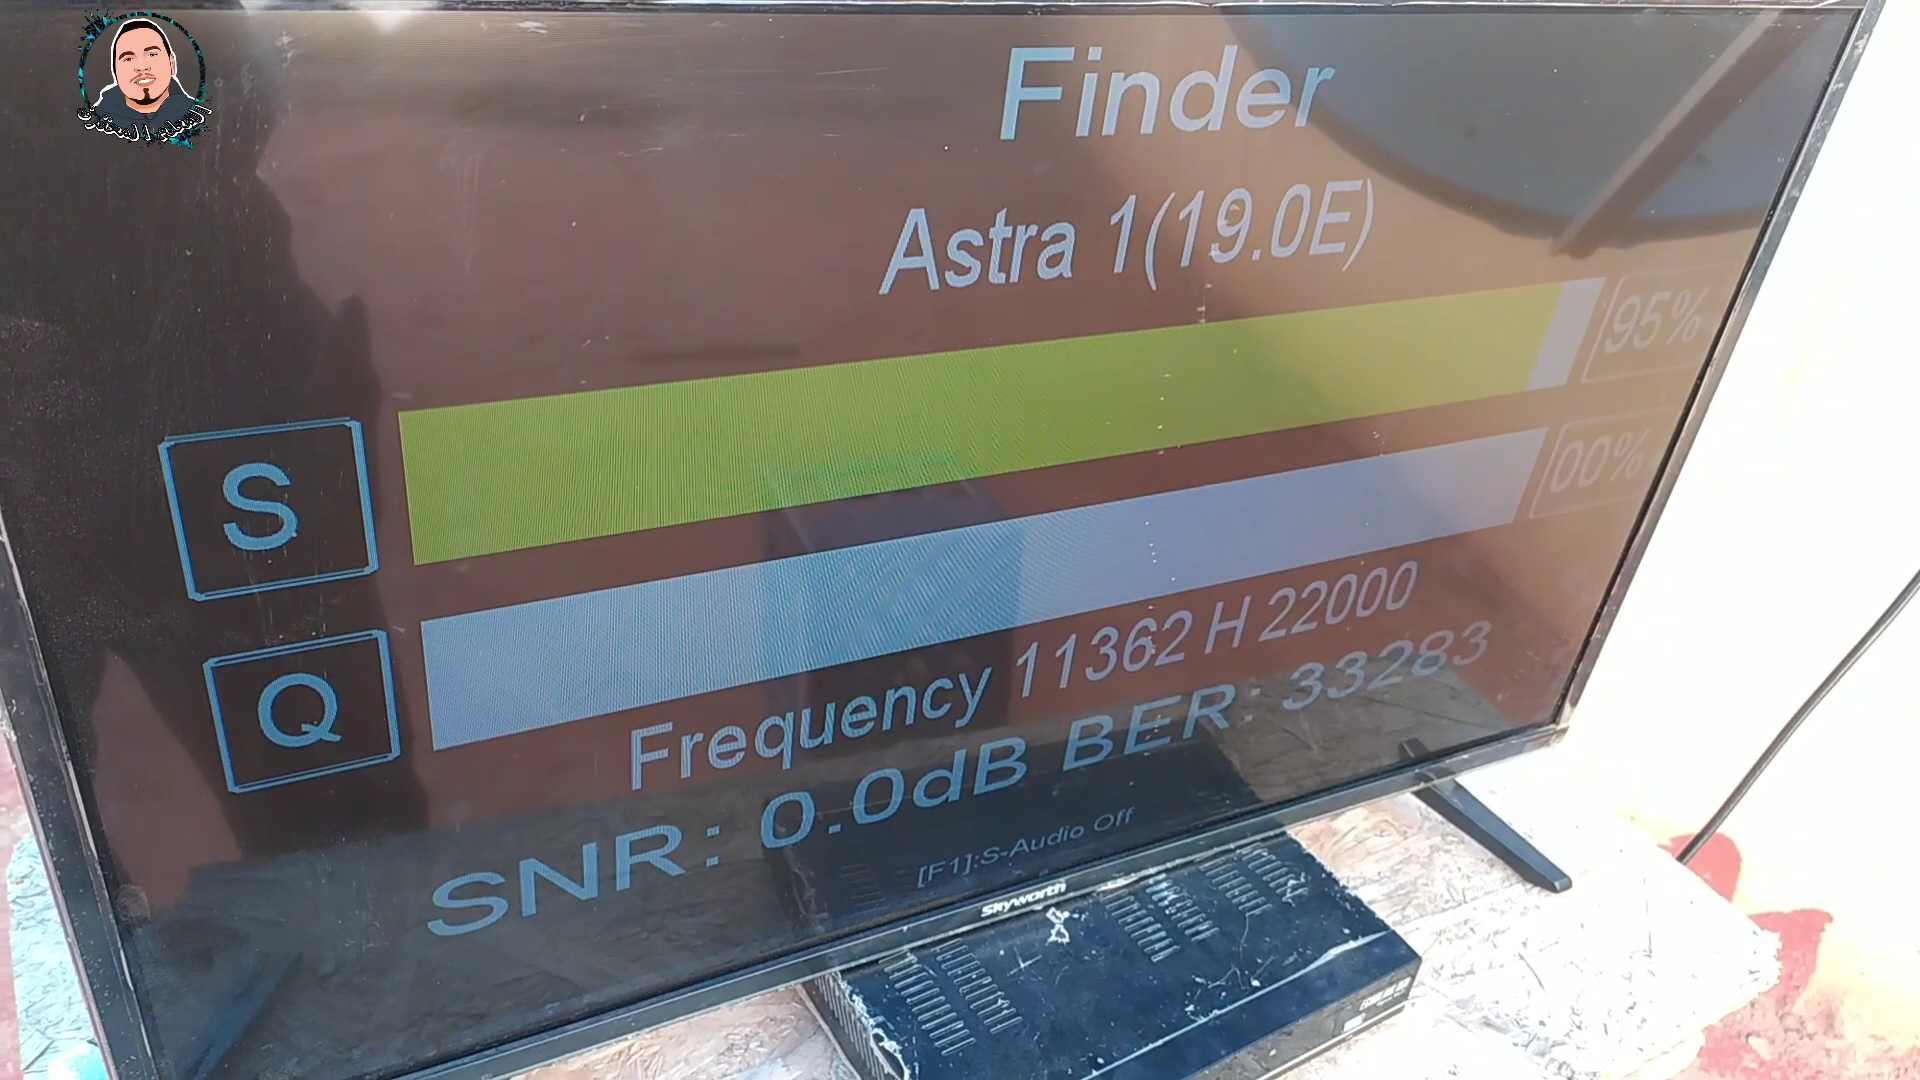 Finder
Astra 1(19.0E)
95%
S
00%
Q
Frequency 11362 H 22000
SNR: 0.0dB BER: 33283
[F1]:S-Audio Off
Skyworth